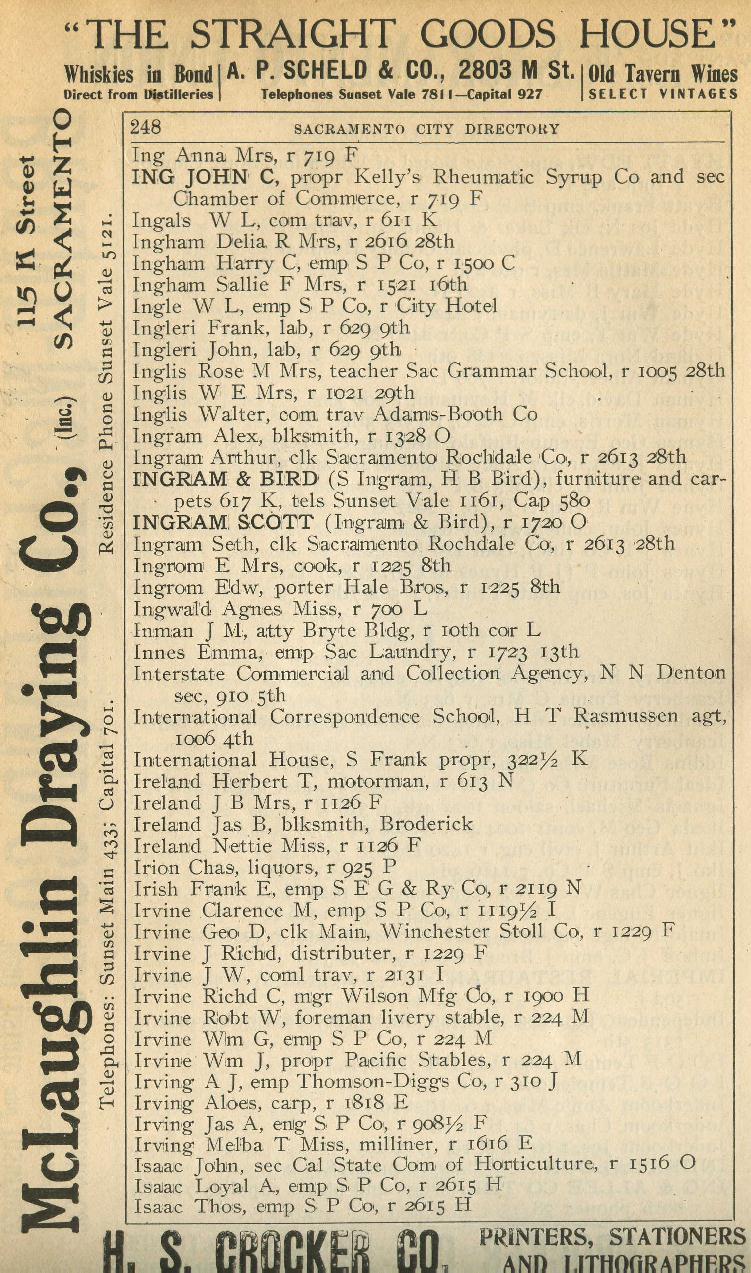 "THE STRAIGHT GOODS HOUSE"
Whiskies in Bond
Direct from Distilleries
A. P. SCHELD & CO., 2803 M St.
Telephones Sunset Vale 7811—Capital 927
Old Tavern Wines
SELECT VINTAGES
McLaughlin Draying Co., (Inc.)
115 K Street
SACRAMENTO
Telephones: Sunset Main 433; Capital 701. Residence Phone Sunset Vale 5121.
248 SACRAMENTO CITY DIRECTORY
Ing Anna Mrs, r 719 F
ING JOHN C, propr Kelly's Rheumatic Syrup Co and sec
Chamber of Commerce, r 719 F
Ingals W L, com trav, r 611 K
Ingham Delia R Mrs, r 2616 28th
Ingham Harry C, emp S P Co, r 1500 C
Ingham Sallie F Mrs, r 1521 16th
Ingle W L, emp S P Co, r City Hotel
Ingleri Frank, lab, r 629 9th
Ingleri John, lab, r 629 9th
Inglis Rose M Mrs, teacher Sac Grammar School, r 1005 28th
Inglis W E Mrs, r 1021 29th
Inglis Walter, com trav Adams-Booth Co
Ingram Alex, blksmith, r 1328 O
Ingram Arthur, clk Sacramento Rochdale Co, r 2613 28th
INGRAM & BIRD (S Ingram, H B Bird), furniture and car-
pets 617 K, tels Sunset Vale 1161, Cap 580
INGRAM SCOTT (Ingram & Bird), r 1720 O
Ingram Seth, clk Sacramento Rochdale Co, r 2613 28th
Ingrom E Mrs, cook, r 1225 8th
Ingrom Edw, porter Hale Bros, r 1225 8th
Ingwald Agnes Miss, r 700 L
Inman J M, atty Bryte Bldg, r 10th cor L
Innes Emma, emp Sac Laundry, r 1723 13th
Interstate Commercial and Collection Agency, N N Denton
sec, 910 5th
International Correspondence School, H T Rasmussen agt,
1006 4th
International House, S Frank propr, 322½ K
Ireland Herbert T, motorman, r 613 N
Ireland J B Mrs, r 1126 F
Ireland Jas B, blksmith, Broderick
Ireland Nettie Miss, r 1126 F
Irion Chas, liquors, r 925 P
Irish Frank E, emp S E G & Ry Co, r 2119 N
Irvine Clarence M, emp S P Co, r 1119½ I
Irvine Geo D, clk Main, Winchester Stoll Co, r 1229 F
Irvine J Richd, distributer, r 1229 F
Irvine J W, coml trav, r 2131 I
Irvine Richd C, mgr Wilson Mfg Co, r 1900 H
Irvine Robt W, foreman livery stable, r 224 M
Irvine Wm G, emp S P Co, r 224 M
Irvine Wm J, propr Pacific Stables, r 224 M
Irving A J, emp Thomson-Diggs Co, r 310 J
Irving Aloes, carp, r 1818 E
Irving Jas A, eng S P Co, r 908½ F
Irving Melba T Miss, milliner, r 1616 E
Isaac John, sec Cal State Com of Horticulture, r 1516 O
Isaac Loyal A, emp S P Co, r 2615 H
Isaac Thos, emp S P Co, r 2615 H
H. S. CROCKER CO.
PRINTERS, STATIONERS
AND LITHOGRAPHERS